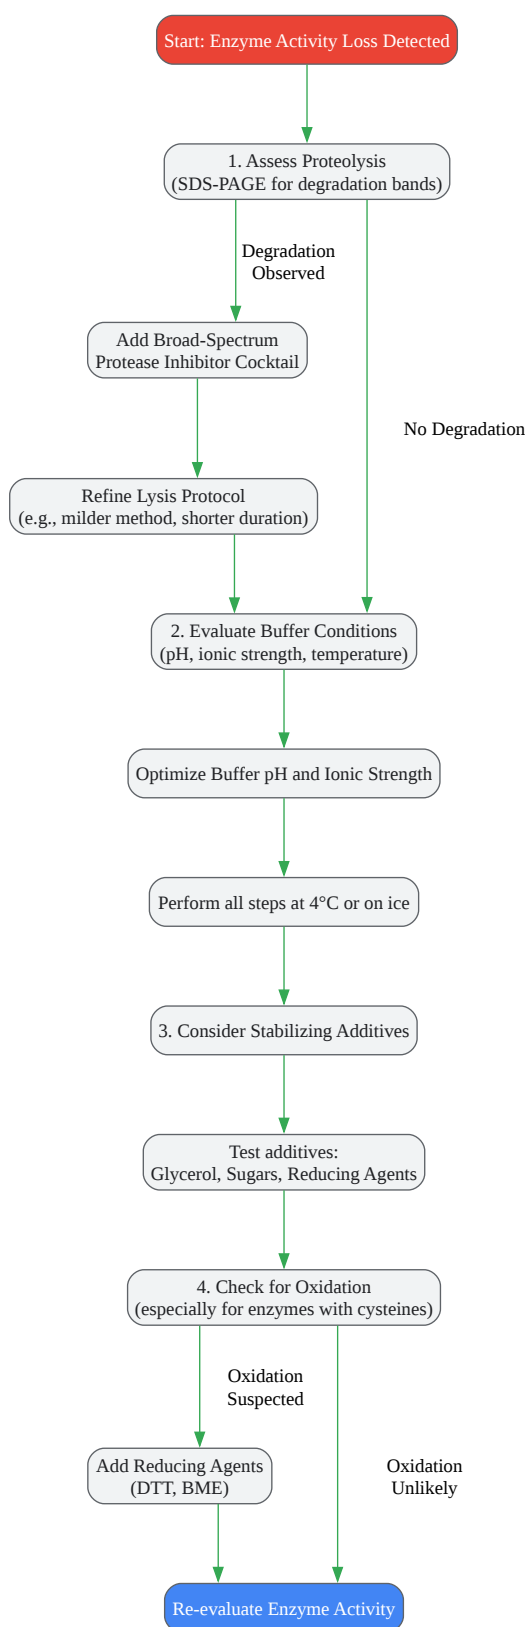 Start: Enzyme Activity Loss Detected
1. Assess Proteolysis
(SDS-PAGE for degradation bands)
Degradation
Observed
Add Broad-Spectrum
Protease Inhibitor Cocktail
No Degradation
Refine Lysis Protocol
(e.g., milder method, shorter duration)
2. Evaluate Buffer Conditions
(pH, ionic strength, temperature)
Optimize Buffer pH and Ionic Strength
Perform all steps at 4°C or on ice
3. Consider Stabilizing Additives
Test additives:
Glycerol, Sugars, Reducing Agents
4. Check for Oxidation
(especially for enzymes with cysteines)
Oxidation
Suspected
Add Reducing Agents
(DTT, BME)
Oxidation
Unlikely
Re-evaluate Enzyme Activity